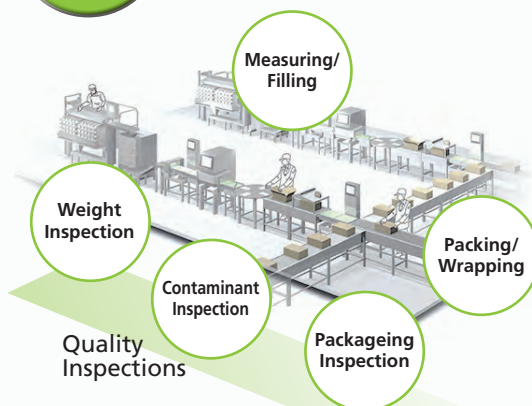 Measuring/
Filling
Weight
Inspection
Contaminant
Inspection
Packing/
Wrapping
Packageing
Inspection
Quality
Inspections